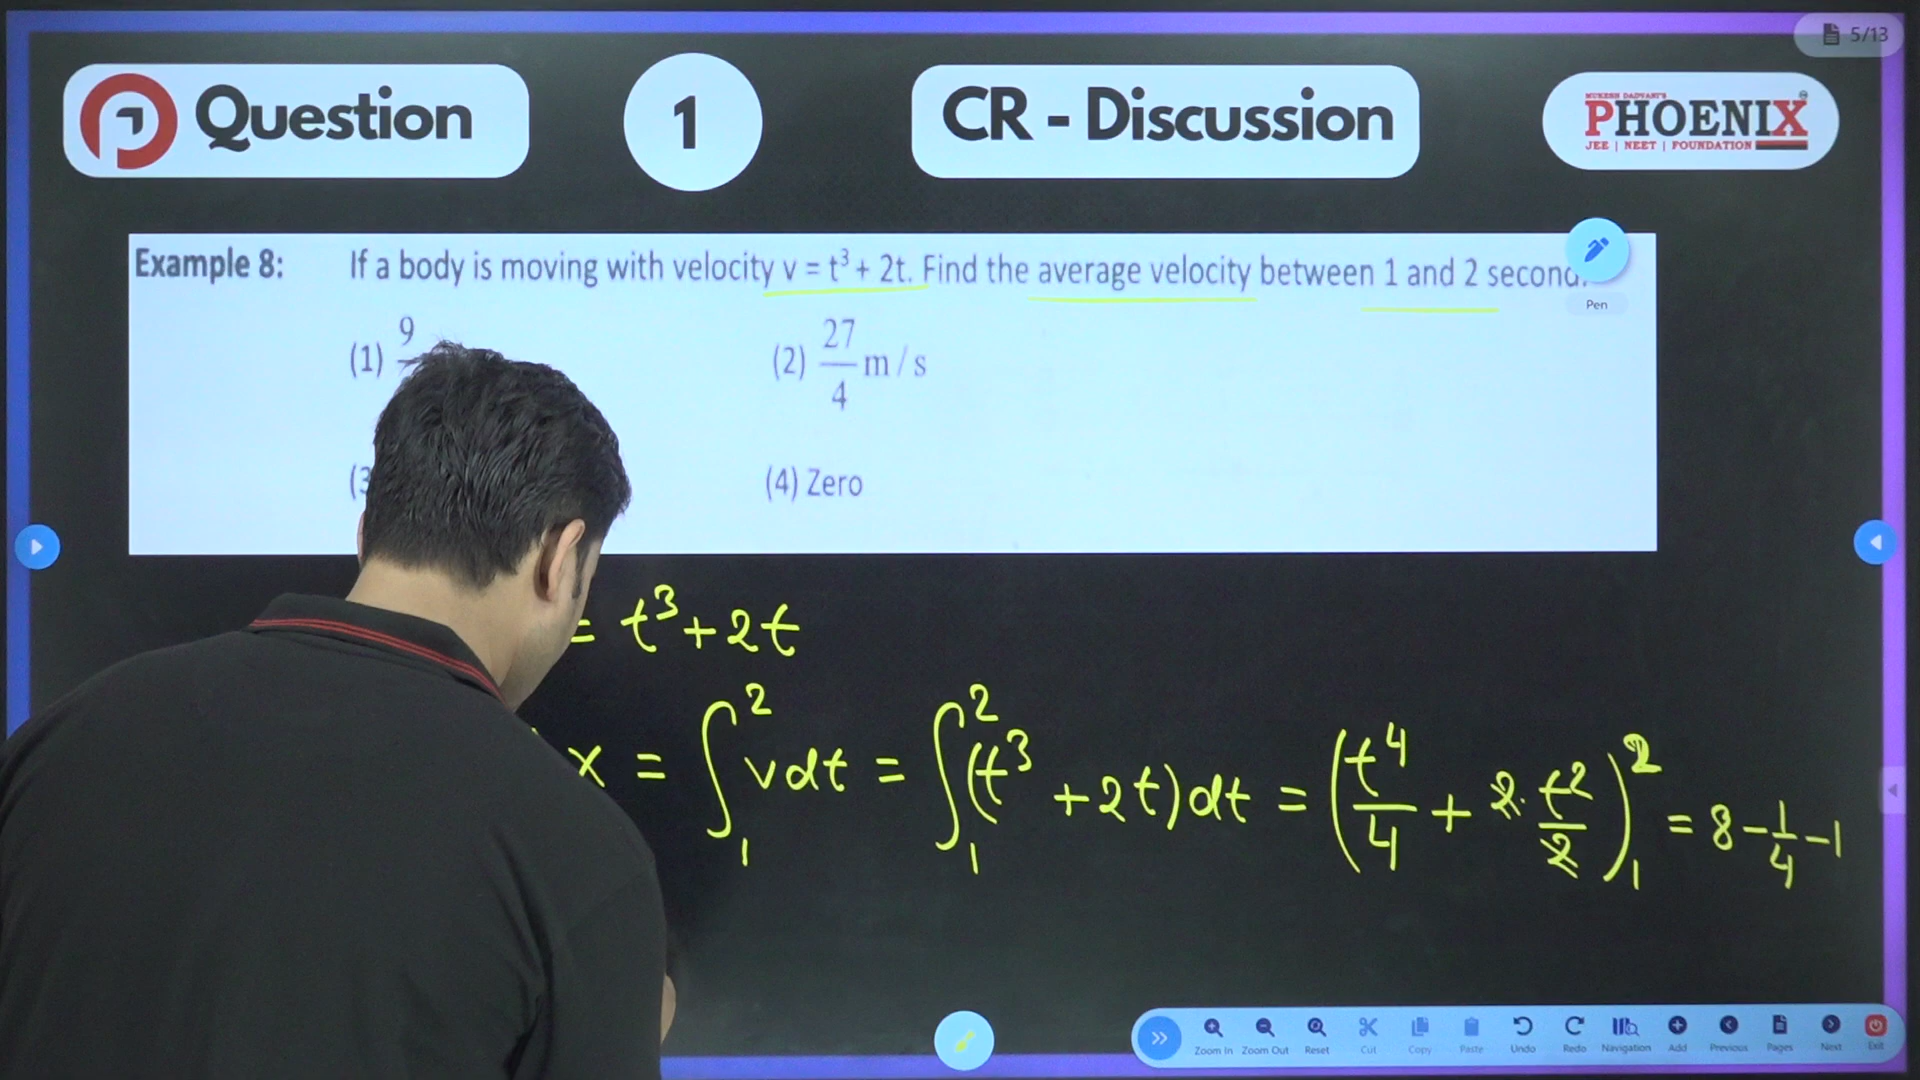 5/13
Question
1
CR - Discussion
MUKESH DADVANI'S
PHOENIX
JEE | NEET | FOUNDATION
Example 8: If a body is moving with velocity v = t³ + 2t. Find the average velocity between 1 and 2 second.
Pen
(1) 9
(2) 27/4 m/s
(3
(4) Zero
= t³ + 2t
x = ∫₁² v dt = ∫₁² (t³ + 2t) dt = (t⁴/4 + 2·t²/2)₁² = 8 - 1/4 - 1
Zoom In Zoom Out Reset Cut Copy Paste Undo Redo Navigation Add Previous Pages Next Exit